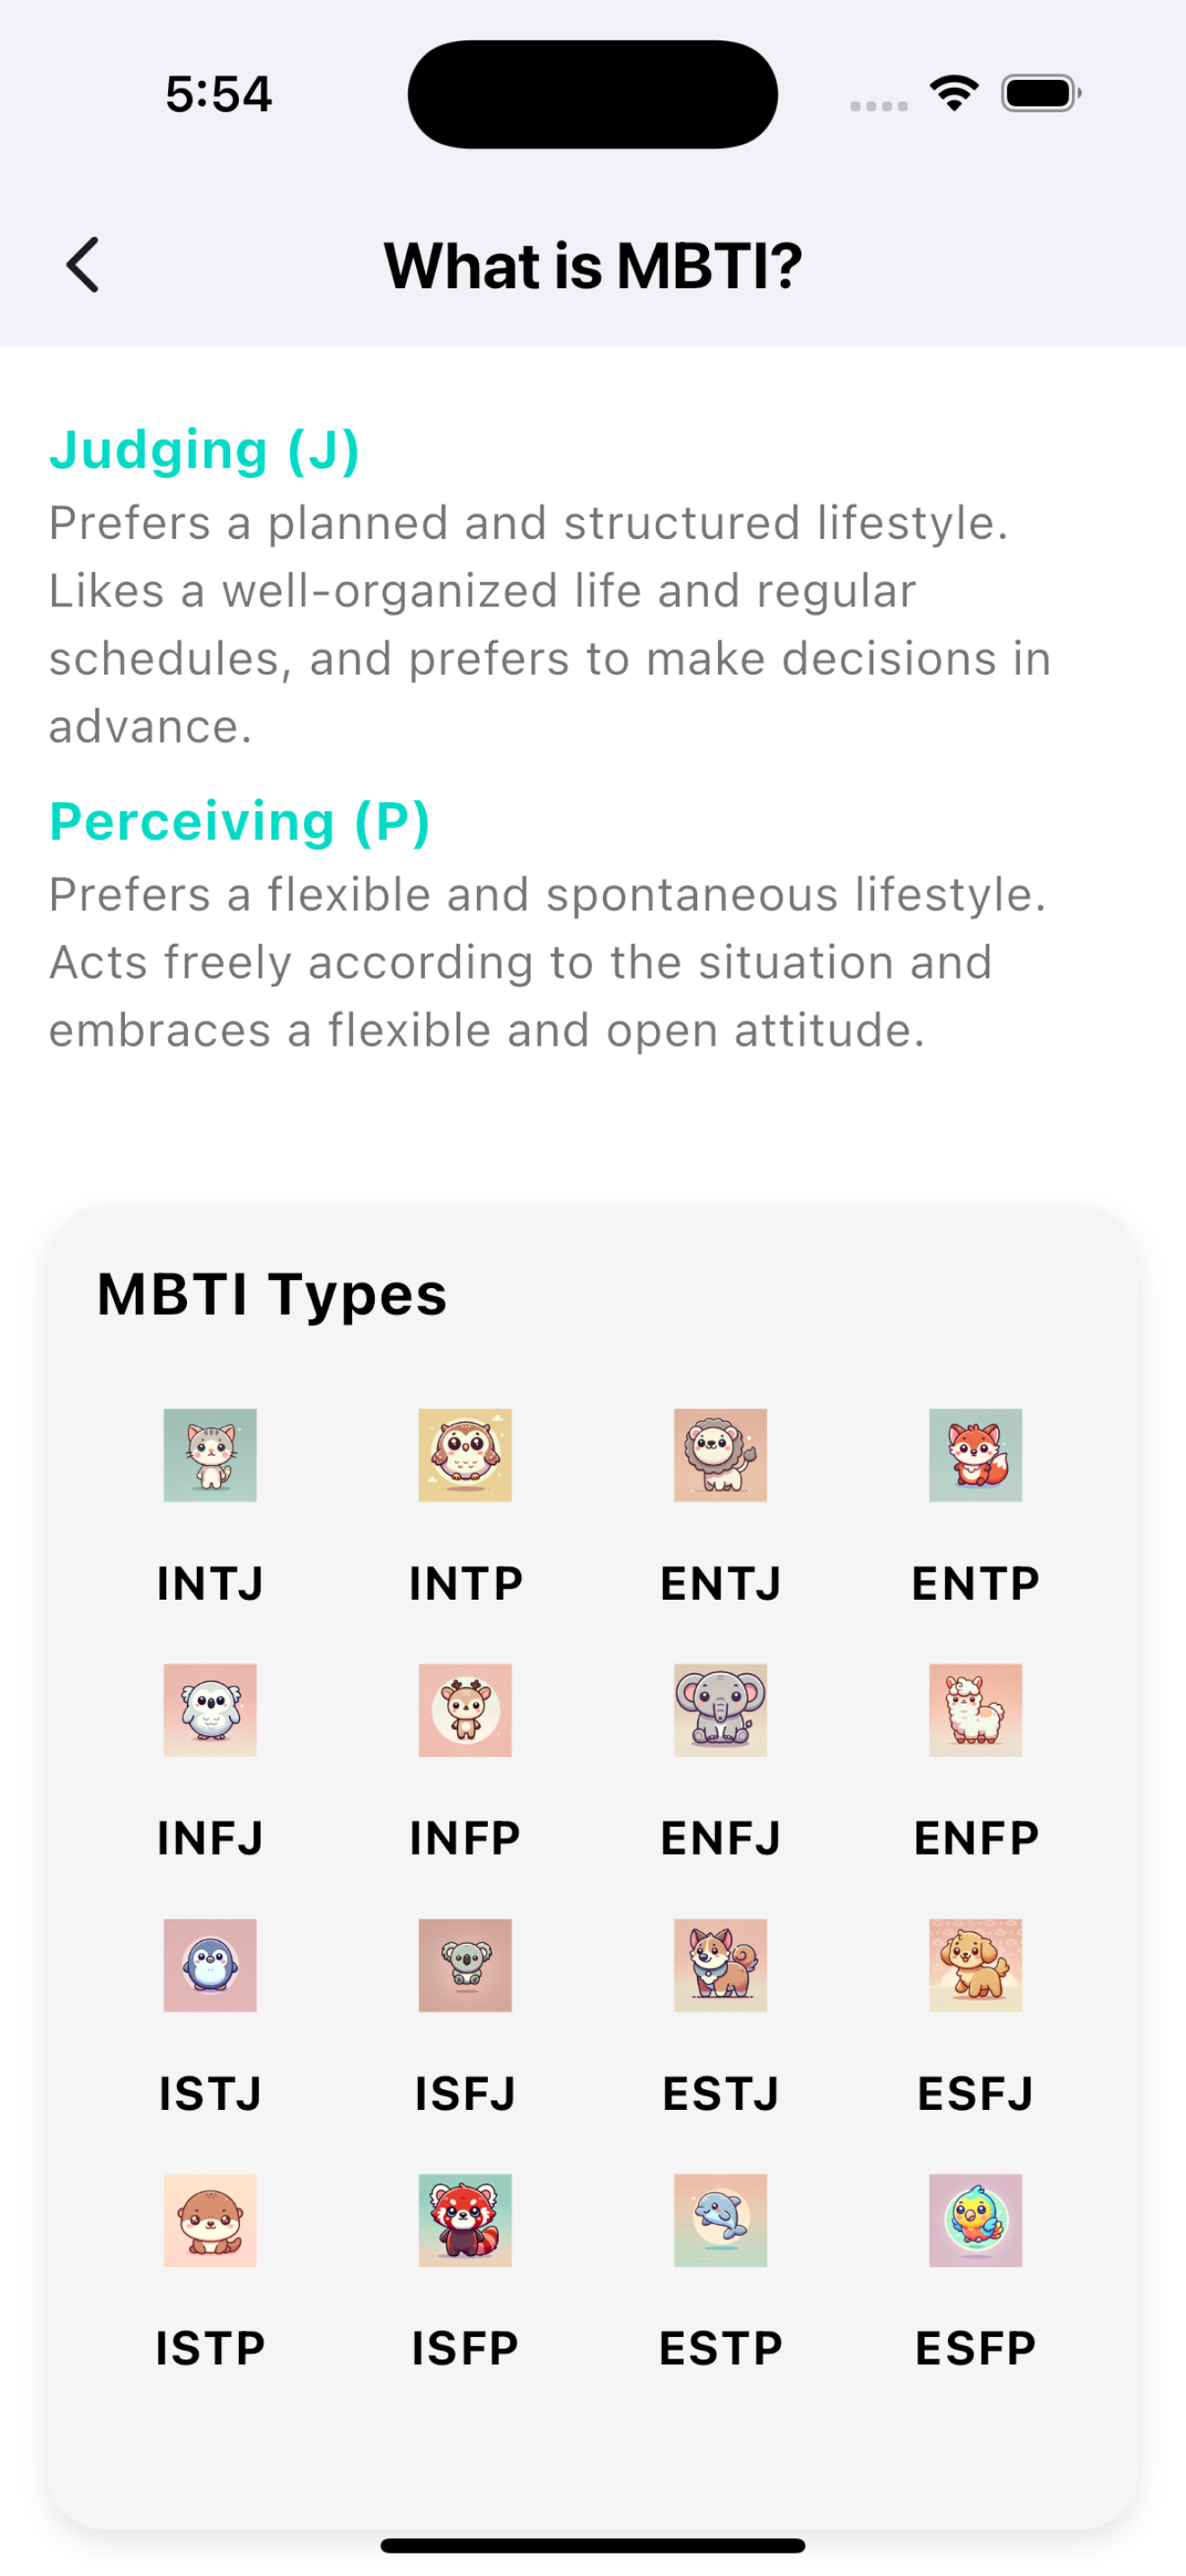 5:54
What is MBTI?
Judging (J)
Prefers a planned and structured lifestyle.
Likes a well-organized life and regular
schedules, and prefers to make decisions in
advance.
Perceiving (P)
Prefers a flexible and spontaneous lifestyle.
Acts freely according to the situation and
embraces a flexible and open attitude.
MBTI Types
INTJ INTP ENTJ ENTP
INFJ INFP ENFJ ENFP
ISTJ ISFJ ESTJ ESFJ
ISTP ISFP ESTP ESFP